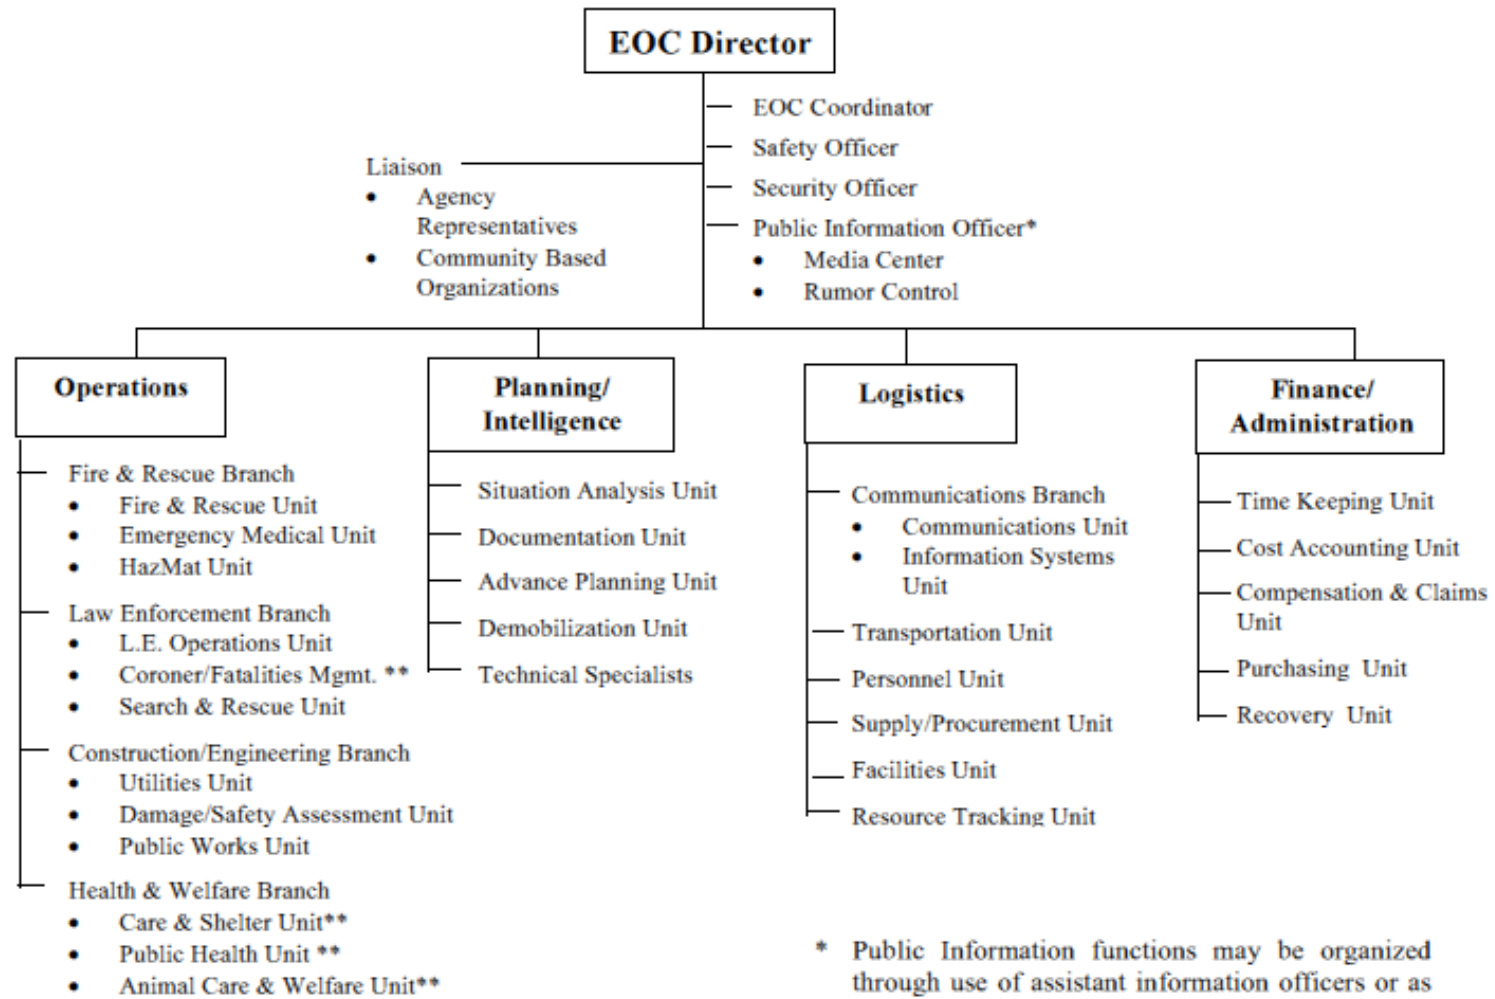 EOC Director
EOC Coordinator
Safety Officer
Security Officer
Public Information Officer*
• Media Center
• Rumor Control
Liaison
• Agency
Representatives
• Community Based
Organizations
Operations
Fire & Rescue Branch
• Fire & Rescue Unit
• Emergency Medical Unit
• HazMat Unit
Law Enforcement Branch
• L.E. Operations Unit
• Coroner/Fatalities Mgmt. **
• Search & Rescue Unit
Construction/Engineering Branch
• Utilities Unit
• Damage/Safety Assessment Unit
• Public Works Unit
Health & Welfare Branch
• Care & Shelter Unit**
• Public Health Unit **
• Animal Care & Welfare Unit**
Planning/
Intelligence
Situation Analysis Unit
Documentation Unit
Advance Planning Unit
Demobilization Unit
Technical Specialists
Logistics
Communications Branch
• Communications Unit
• Information Systems
Unit
Transportation Unit
Personnel Unit
Supply/Procurement Unit
Facilities Unit
Resource Tracking Unit
Finance/
Administration
Time Keeping Unit
Cost Accounting Unit
Compensation & Claims
Unit
Purchasing Unit
Recovery Unit
* Public Information functions may be organized
through use of assistant information officers or as